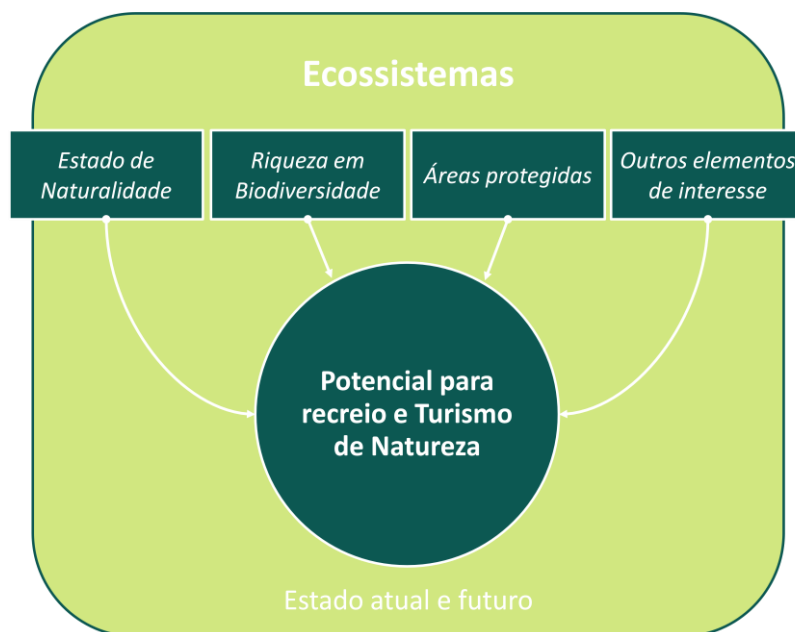 Ecossistemas
Estado de
Naturalidade
Riqueza em
Biodiversidade
Áreas protegidas
Outros elementos
de interesse
Potencial para
recreio e Turismo
de Natureza
Estado atual e futuro